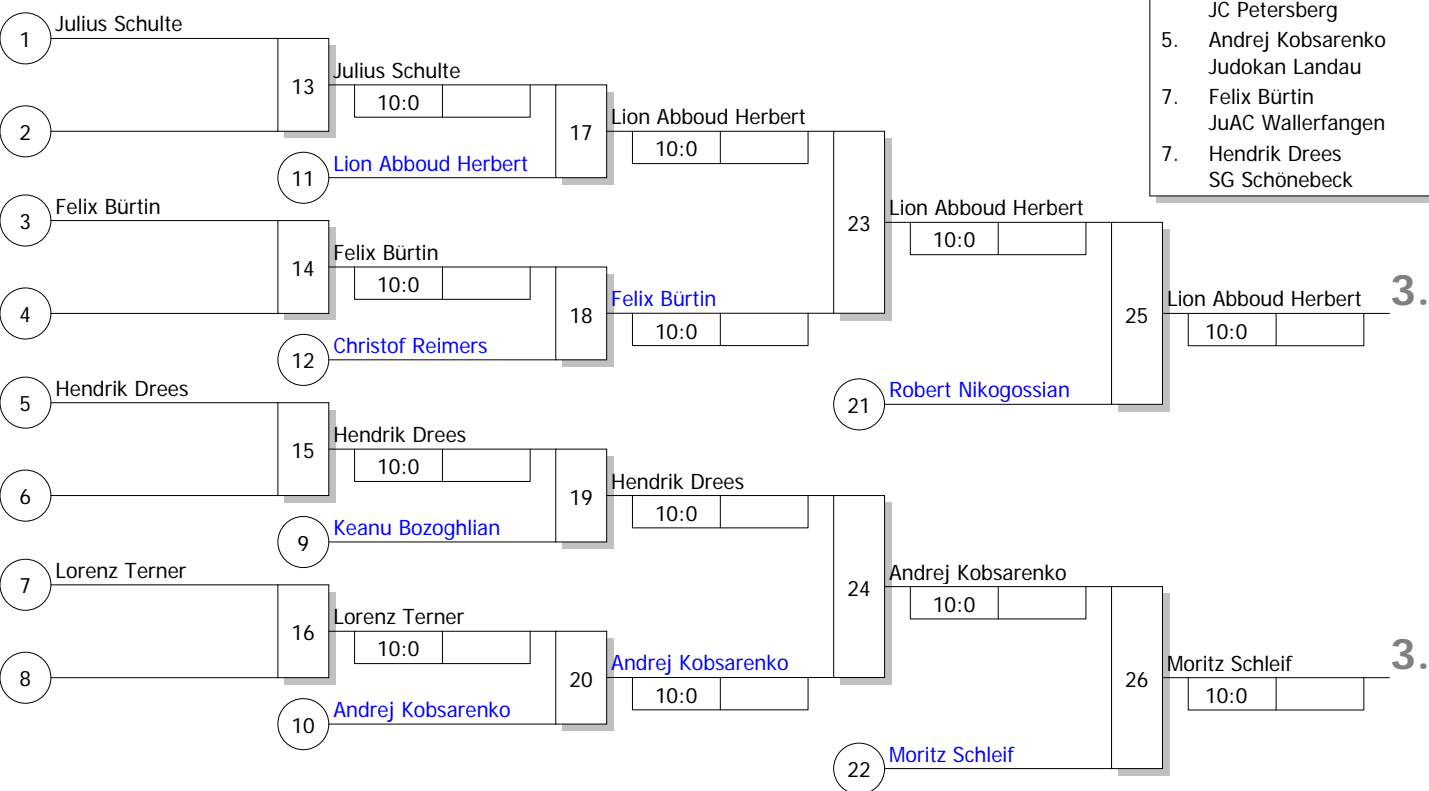 JC Petersberg
5. Andrej Kobsarenko
Judokan Landau
7. Felix Bürtin
JuAC Wallerfangen
7. Hendrik Drees
SG Schönebeck
1 Julius Schulte
13 Julius Schulte
10:0
2
17 Lion Abboud Herbert
10:0
11 Lion Abboud Herbert
3 Felix Bürtin
23 Lion Abboud Herbert
10:0
14 Felix Bürtin
10:0
4
18 Felix Bürtin
10:0
12 Christof Reimers
25 Lion Abboud Herbert 3.
10:0
5 Hendrik Drees
21 Robert Nikogossian
15 Hendrik Drees
10:0
6
19 Hendrik Drees
10:0
9 Keanu Bozoghlian
7 Lorenz Terner
24 Andrej Kobsarenko
10:0
16 Lorenz Terner
10:0
8
20 Andrej Kobsarenko
10:0
10 Andrej Kobsarenko
26 Moritz Schleif 3.
10:0
22 Moritz Schleif